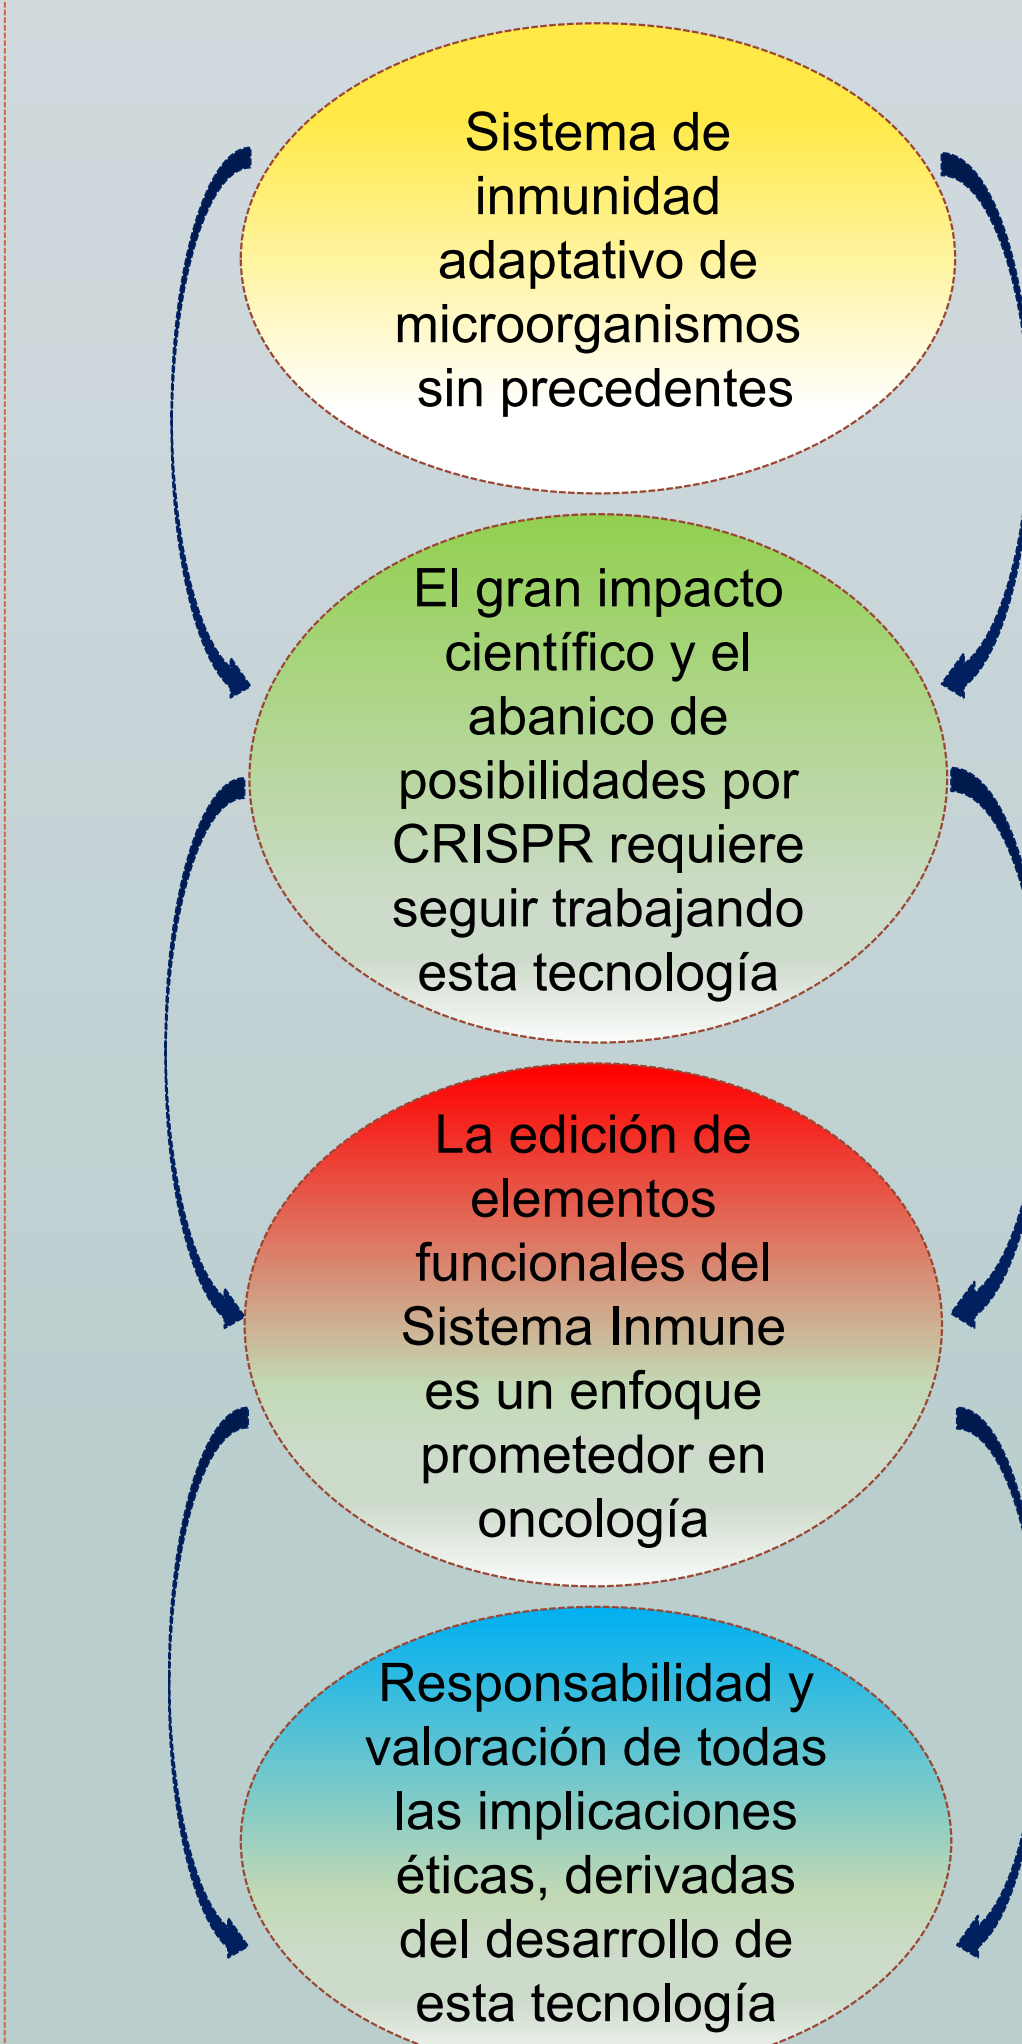 Sistema de
inmunidad
adaptativo de
microorganismos
sin precedentes
El gran impacto
científico y el
abanico de
posibilidades por
CRISPR requiere
seguir trabajando
esta tecnología
La edición de
elementos
funcionales del
Sistema Inmune
es un enfoque
prometedor en
oncología
Responsabilidad y
valoración de todas
las implicaciones
éticas, derivadas
del desarrollo de
esta tecnología